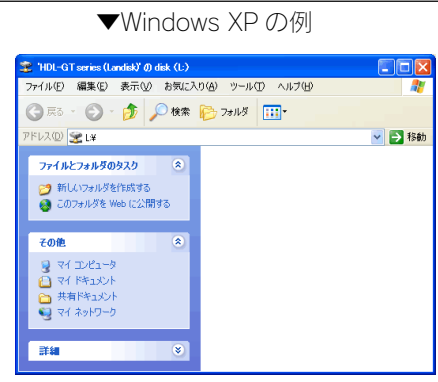 ▼Windows XP の例
'HDL-GT series (Landisk)' の disk (L:)
ファイル(F) 編集(E) 表示(V) お気に入り(A) ツール(T) ヘルプ(H)
戻る 検索 フォルダ
アドレス(D) L:¥ 移動
ファイルとフォルダのタスク
新しいフォルダを作成する
このフォルダを Web に公開する
その他
マイ コンピュータ
マイ ドキュメント
共有ドキュメント
マイ ネットワーク
詳細